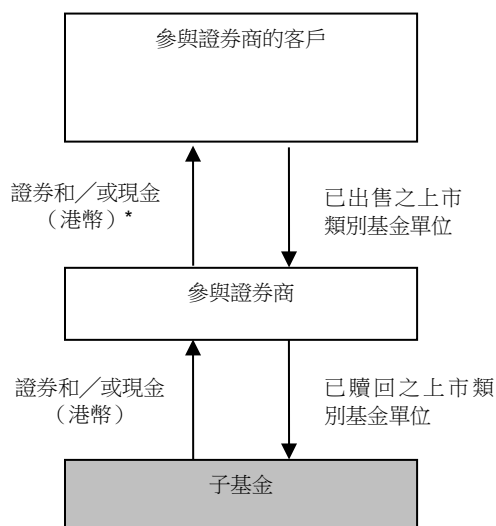 參與證券商的客戶
證券和／或現金
（港幣）*
已出售之上市
類別基金單位
參與證券商
證券和／或現金
（港幣）
已贖回之上市類
別基金單位
子基金